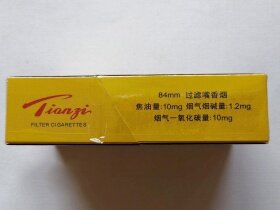 Tianzi
FILTER CIGARETTES
84mm 过滤嘴香烟
焦油量:10mg 烟气烟碱量:1.2mg
烟气一氧化碳量:10mg